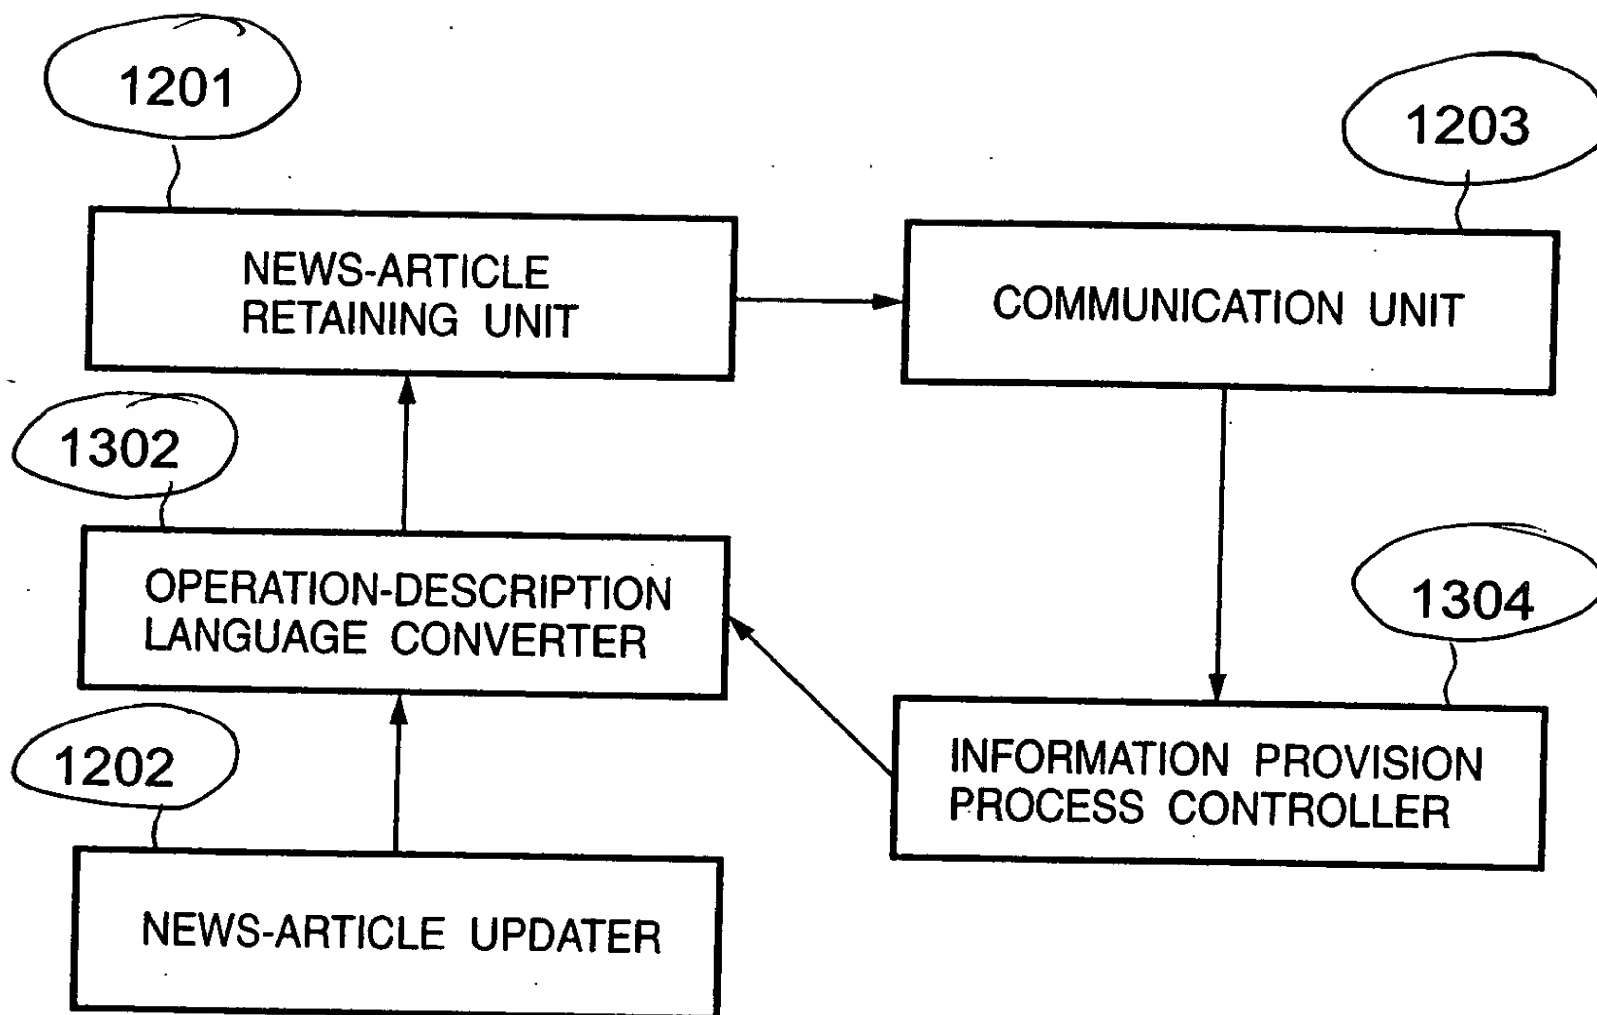 1201
1203
NEWS-ARTICLE
RETAINING UNIT
COMMUNICATION UNIT
1302
1304
OPERATION-DESCRIPTION
LANGUAGE CONVERTER
1202
INFORMATION PROVISION
PROCESS CONTROLLER
NEWS-ARTICLE UPDATER